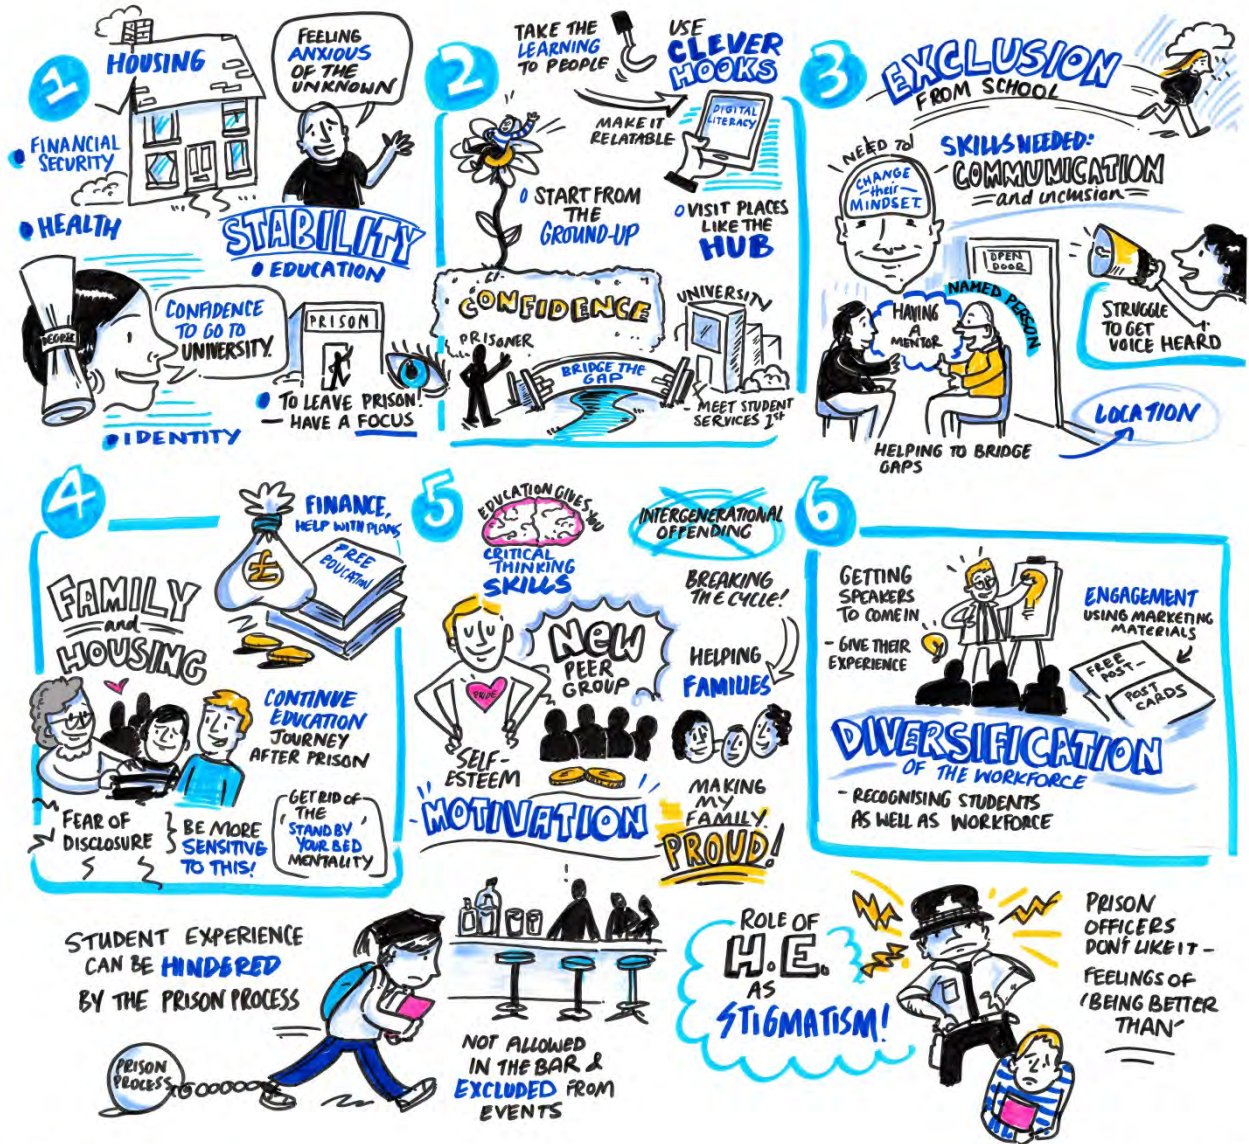 1
HOUSING
FEELING
ANXIOUS
OF THE
UNKNOWN
FINANCIAL
SECURITY
HEALTH
STABILITY
EDUCATION
DEGREE
CONFIDENCE
TO GO TO
UNIVERSITY.
PRISON
TO LEAVE PRISON!
— HAVE A FOCUS
IDENTITY
2
TAKE THE
LEARNING
TO PEOPLE
USE
CLEVER
HOOKS
MAKE IT
RELATABLE
DIGITAL
LITERACY
START FROM
THE
GROUND-UP
VISIT PLACES
LIKE THE
HUB
CONFIDENCE
PRISONER
BRIDGE THE
GAP
UNIVERSITY
- MEET STUDENT
SERVICES 1st
3
EXCLUSION
FROM SCHOOL
NEED TO
CHANGE
their
MINDSET
SKILLS NEEDED:
COMMUNICATION
and inclusion
OPEN
DOOR
NAMED PERSON
HAVING
A
MENTOR
STRUGGLE
TO GET
VOICE HEARD
HELPING TO BRIDGE
GAPS
LOCATION
4
FINANCE,
HELP WITH PLANS
£
FREE
EDUCATION
FAMILY
and
HOUSING
CONTINUE
EDUCATION
JOURNEY
AFTER PRISON
FEAR OF
DISCLOSURE
BE MORE
SENSITIVE
TO THIS!
GET RID OF
THE
'STAND BY
YOUR BED'
MENTALITY
5
EDUCATION GIVES YOU
CRITICAL
THINKING
SKILLS
INTERGENERATIONAL
OFFENDING
BREAKING
THE CYCLE!
NEW
PEER
GROUP
PRIDE
HELPING
FAMILIES
SELF-
ESTEEM
MOTIVATION
MAKING
MY
FAMILY
PROUD!
6
GETTING
SPEAKERS
TO COME IN
- GIVE THEIR
EXPERIENCE
?
ENGAGEMENT
USING MARKETING
MATERIALS
FREE
POST-
POST
CARDS
DIVERSIFICATION
OF THE WORKFORCE
- RECOGNISING STUDENTS
AS WELL AS WORKFORCE
STUDENT EXPERIENCE
CAN BE HINDERED
BY THE PRISON PROCESS
PRISON
PROCESS
NOT ALLOWED
IN THE BAR &
EXCLUDED FROM
EVENTS
ROLE OF
H.E.
AS
STIGMATISM!
PRISON
OFFICERS
DON'T LIKE IT -
FEELINGS OF
'BEING BETTER
THAN'